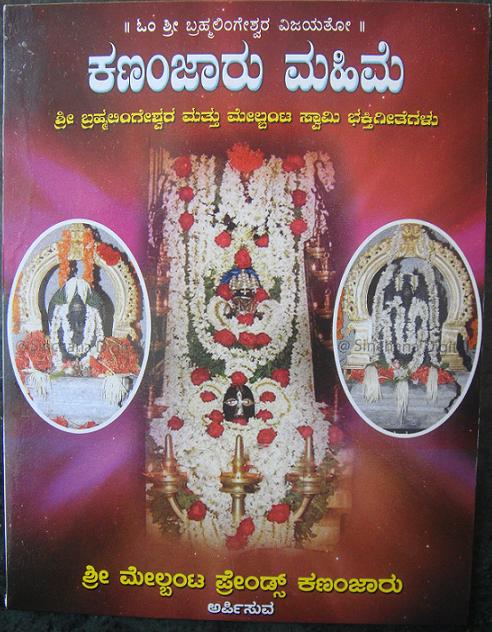 ॥ ಓಂ ಶ್ರೀ ಬ್ರಹ್ಮಲಿಂಗೇಶ್ವರ ವಿಜಯತೋ ॥
ಕಣಂಜಾರು ಮಹಿಮೆ
ಶ್ರೀ ಬ್ರಹ್ಮಲಿಂಗೇಶ್ವರ ಮತ್ತು ಮೇಲ್ಬಂಟ ಸ್ವಾಮಿ ಭಕ್ತಿಗೀತೆಗಳು
ಶ್ರೀ ಮೇಲ್ಬಂಟ ಫ್ರೇಂಡ್ಸ್ ಕಣಂಜಾರು
ಅರ್ಪಿಸುವ